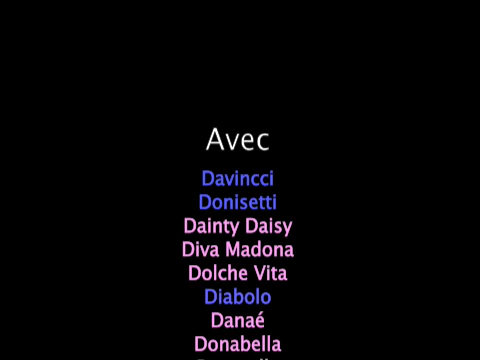 Avec
Davincci
Donisetti
Dainty Daisy
Diva Madona
Dolche Vita
Diabolo
Danaé
Donabella